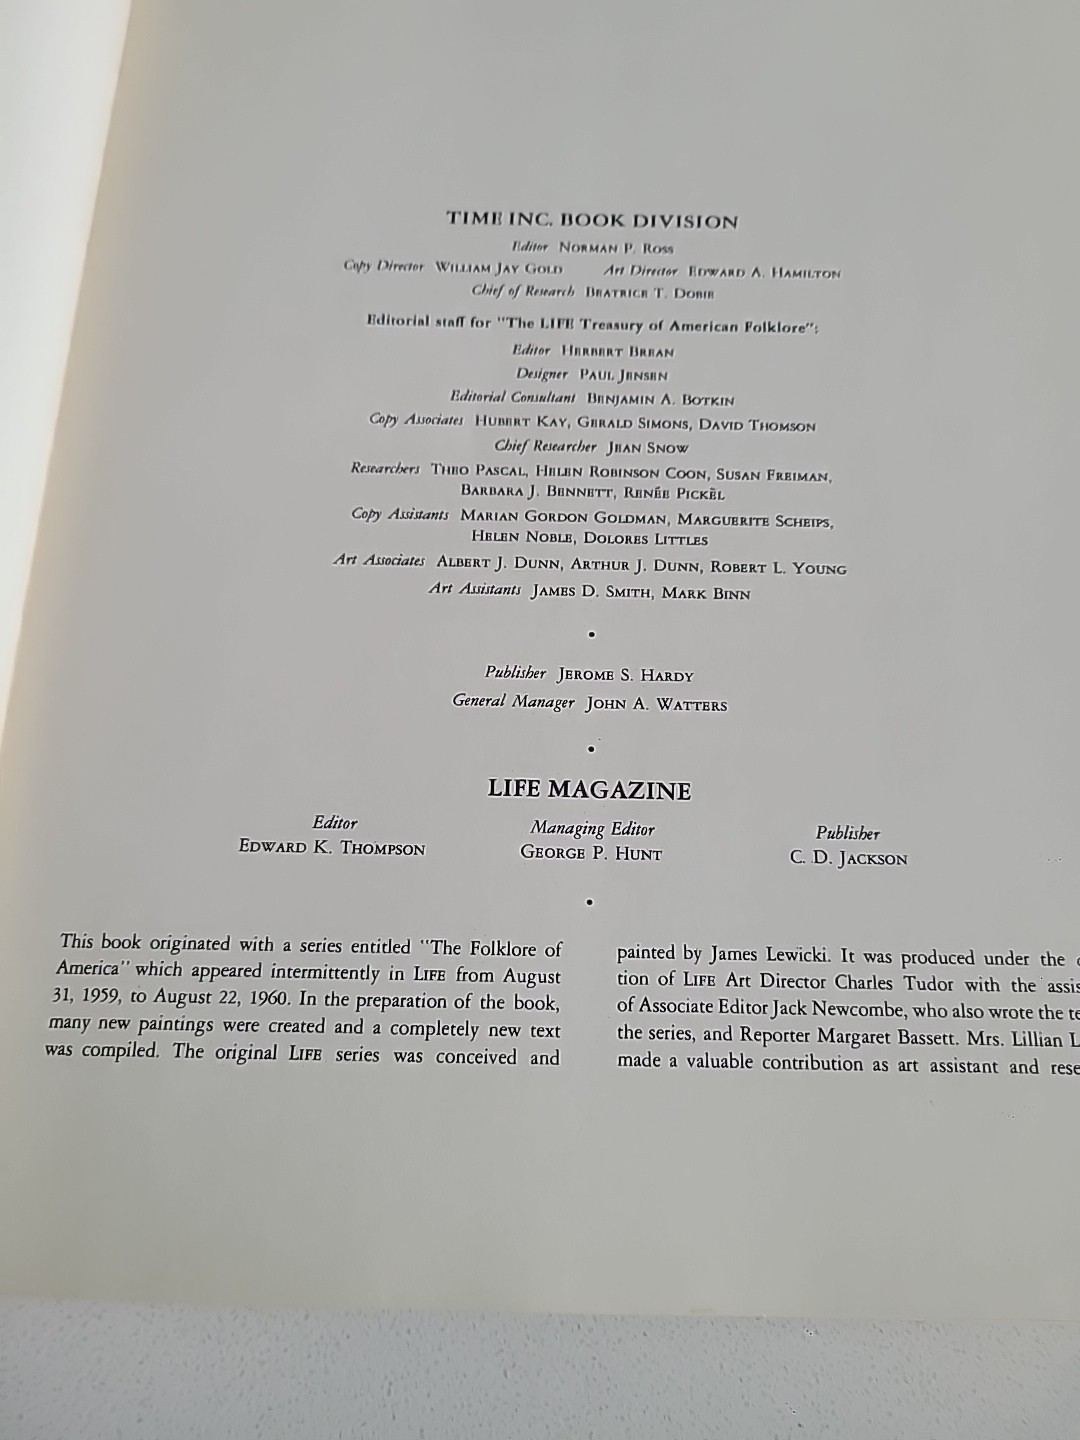 TIME INC. BOOK DIVISION
Editor NORMAN P. ROSS
Copy Director WILLIAM JAY GOLD Art Director EDWARD A. HAMILTON
Chief of Research BEATRICE T. DOBIE
Editorial staff for "The LIFE Treasury of American Folklore":
Editor HERBERT BREAN
Designer PAUL JENSEN
Editorial Consultant BENJAMIN A. BOTKIN
Copy Associates HUBERT KAY, GERALD SIMONS, DAVID THOMSON
Chief Researcher JEAN SNOW
Researchers THEO PASCAL, HELEN ROBINSON COON, SUSAN FREIMAN,
BARBARA J. BENNETT, RENÉE PICKÈL
Copy Assistants MARIAN GORDON GOLDMAN, MARGUERITE SCHEIPS,
HELEN NOBLE, DOLORES LITTLES
Art Associates ALBERT J. DUNN, ARTHUR J. DUNN, ROBERT L. YOUNG
Art Assistants JAMES D. SMITH, MARK BINN
•
Publisher JEROME S. HARDY
General Manager JOHN A. WATTERS
•
LIFE MAGAZINE
Editor Managing Editor Publisher
EDWARD K. THOMPSON GEORGE P. HUNT C. D. JACKSON
•
This book originated with a series entitled "The Folklore of
America" which appeared intermittently in LIFE from August
31, 1959, to August 22, 1960. In the preparation of the book,
many new paintings were created and a completely new text
was compiled. The original LIFE series was conceived and
painted by James Lewicki. It was produced under the
tion of LIFE Art Director Charles Tudor with the assis
of Associate Editor Jack Newcombe, who also wrote the te
the series, and Reporter Margaret Bassett. Mrs. Lillian L
made a valuable contribution as art assistant and rese